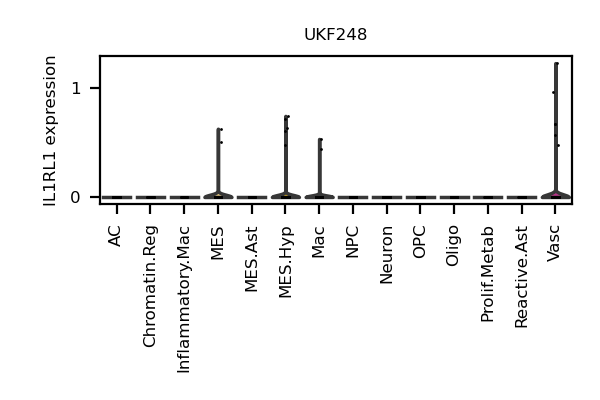 UKF248
IL1RL1 expression
1
0
AC
Chromatin.Reg
Inflammatory.Mac
MES
MES.Ast
MES.Hyp
Mac
NPC
Neuron
OPC
Oligo
Prolif.Metab
Reactive.Ast
Vasc